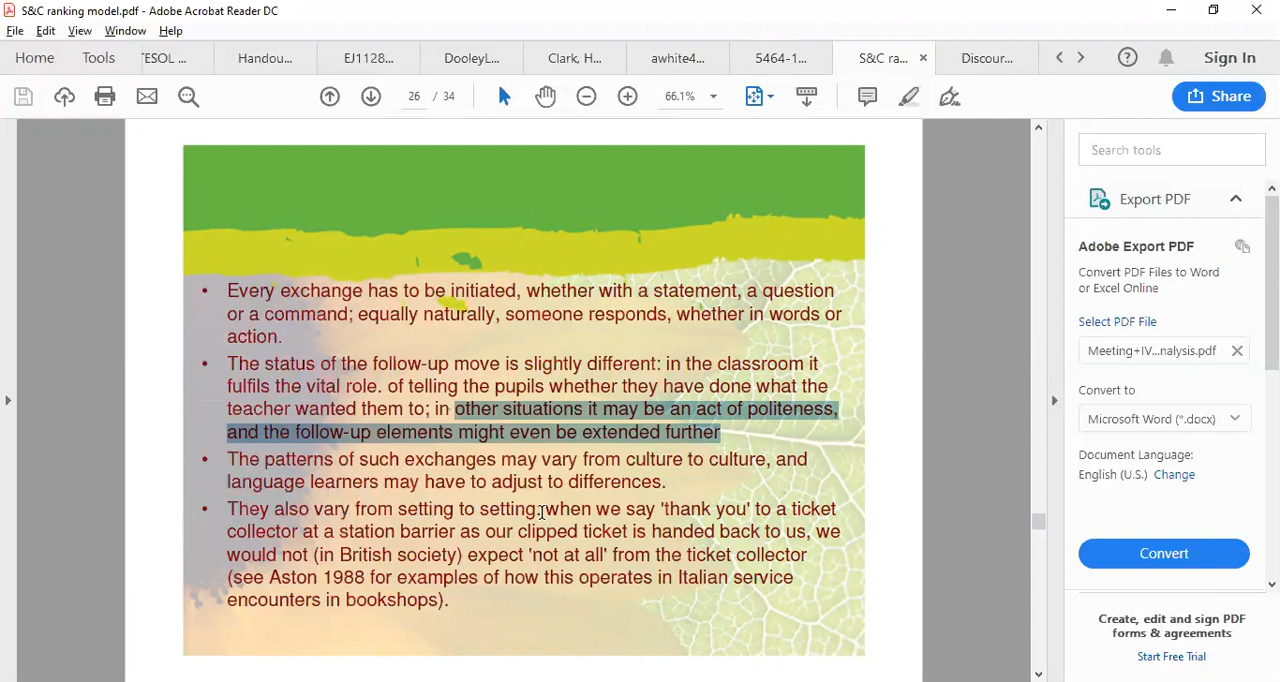 S&C ranking model.pdf - Adobe Acrobat Reader DC
File Edit View Window Help
Home Tools TESOL ... Handou... EJ1128... DooleyL... Clark, H... awhite4... 5464-1... S&C ra... × Discour... Sign In
26 / 34 66.1% Share
Search tools
Export PDF
Adobe Export PDF
Convert PDF Files to Word
or Excel Online
Select PDF File
Meeting+IV...nalysis.pdf
Convert to
Microsoft Word (*.docx)
Document Language:
English (U.S.) Change
Convert
Create, edit and sign PDF
forms & agreements
Start Free Trial
• Every exchange has to be initiated, whether with a statement, a question
or a command; equally naturally, someone responds, whether in words or
action.
• The status of the follow-up move is slightly different: in the classroom it
fulfils the vital role. of telling the pupils whether they have done what the
teacher wanted them to; in other situations it may be an act of politeness,
and the follow-up elements might even be extended further
• The patterns of such exchanges may vary from culture to culture, and
language learners may have to adjust to differences.
• They also vary from setting to setting: when we say 'thank you' to a ticket
collector at a station barrier as our clipped ticket is handed back to us, we
would not (in British society) expect 'not at all' from the ticket collector
(see Aston 1988 for examples of how this operates in Italian service
encounters in bookshops).